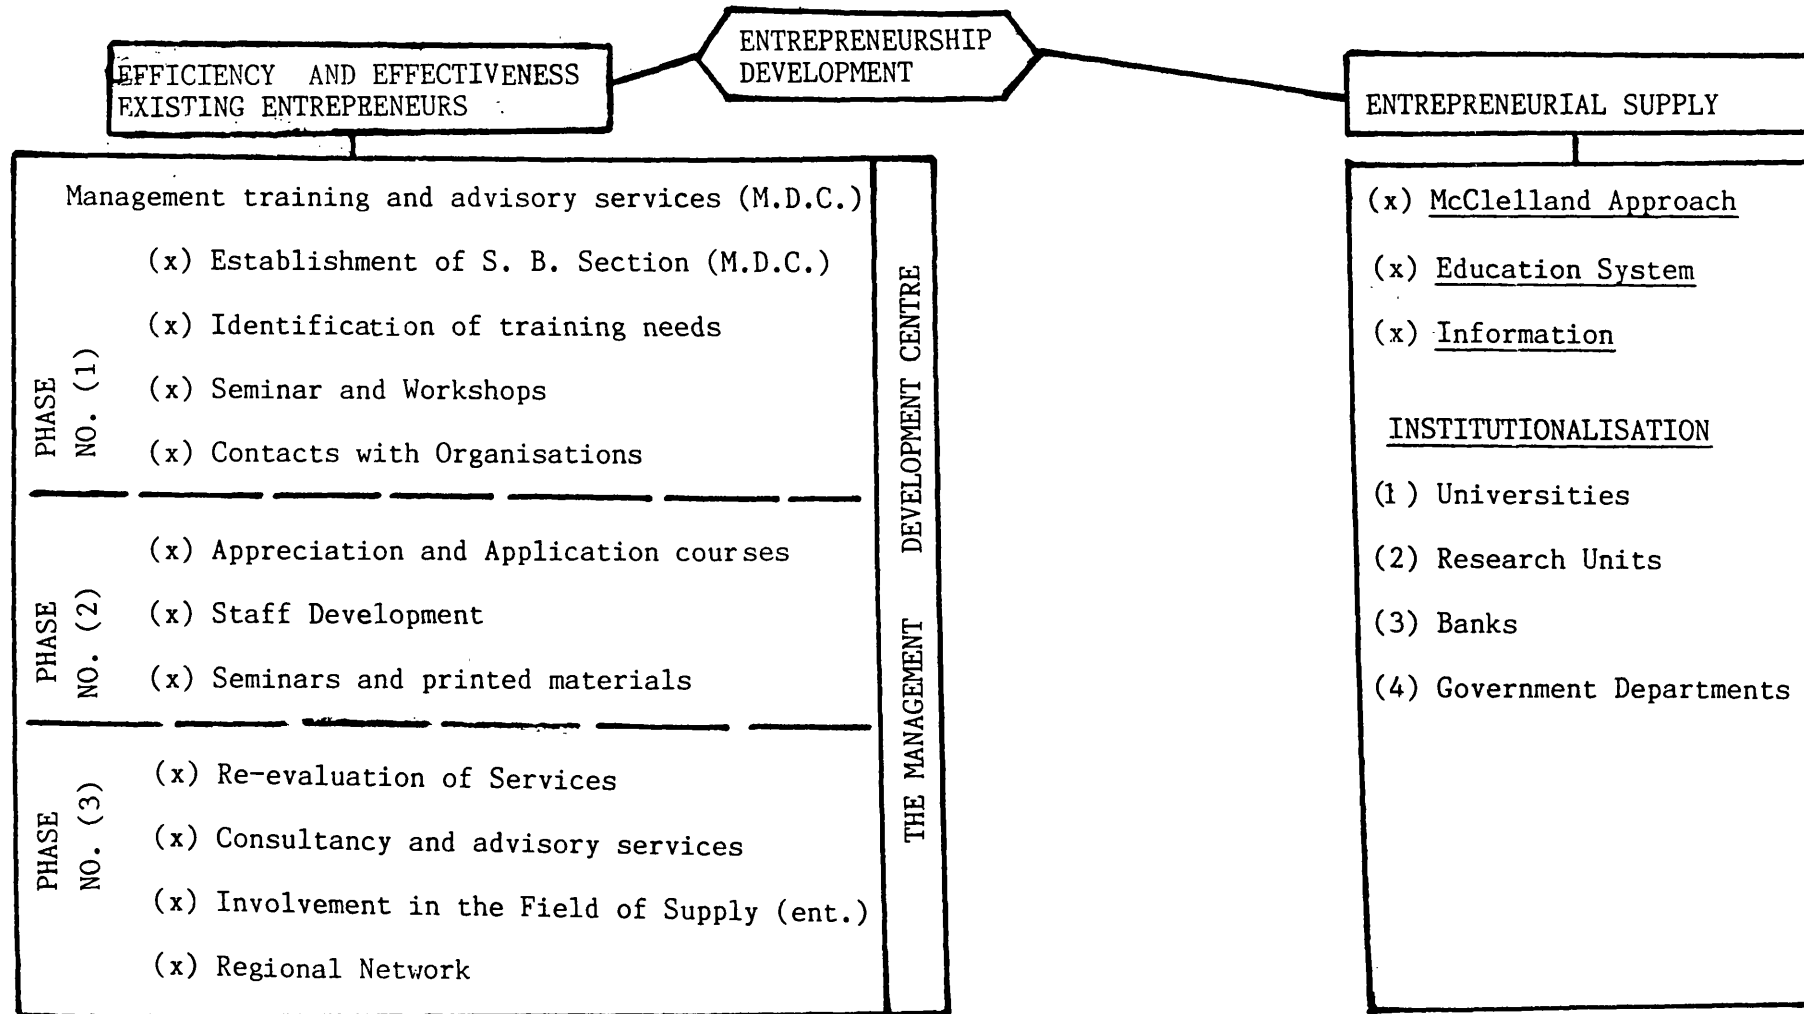 ENTREPRENEURSHIP
DEVELOPMENT
EFFICIENCY AND EFFECTIVENESS
EXISTING ENTREPRENEURS
Management training and advisory services (M.D.C.)
(x) Establishment of S. B. Section (M.D.C.)
(x) Identification of training needs
(x) Seminar and Workshops
(x) Contacts with Organisations
PHASE
NO. (1)
(x) Appreciation and Application courses
(x) Staff Development
(x) Seminars and printed materials
PHASE
NO. (2)
(x) Re-evaluation of Services
(x) Consultancy and advisory services
(x) Involvement in the Field of Supply (ent.)
(x) Regional Network
PHASE
NO. (3)
THE MANAGEMENT DEVELOPMENT CENTRE
ENTREPRENEURIAL SUPPLY
(x) McClelland Approach
(x) Education System
(x) Information
INSTITUTIONALISATION
(1) Universities
(2) Research Units
(3) Banks
(4) Government Departments